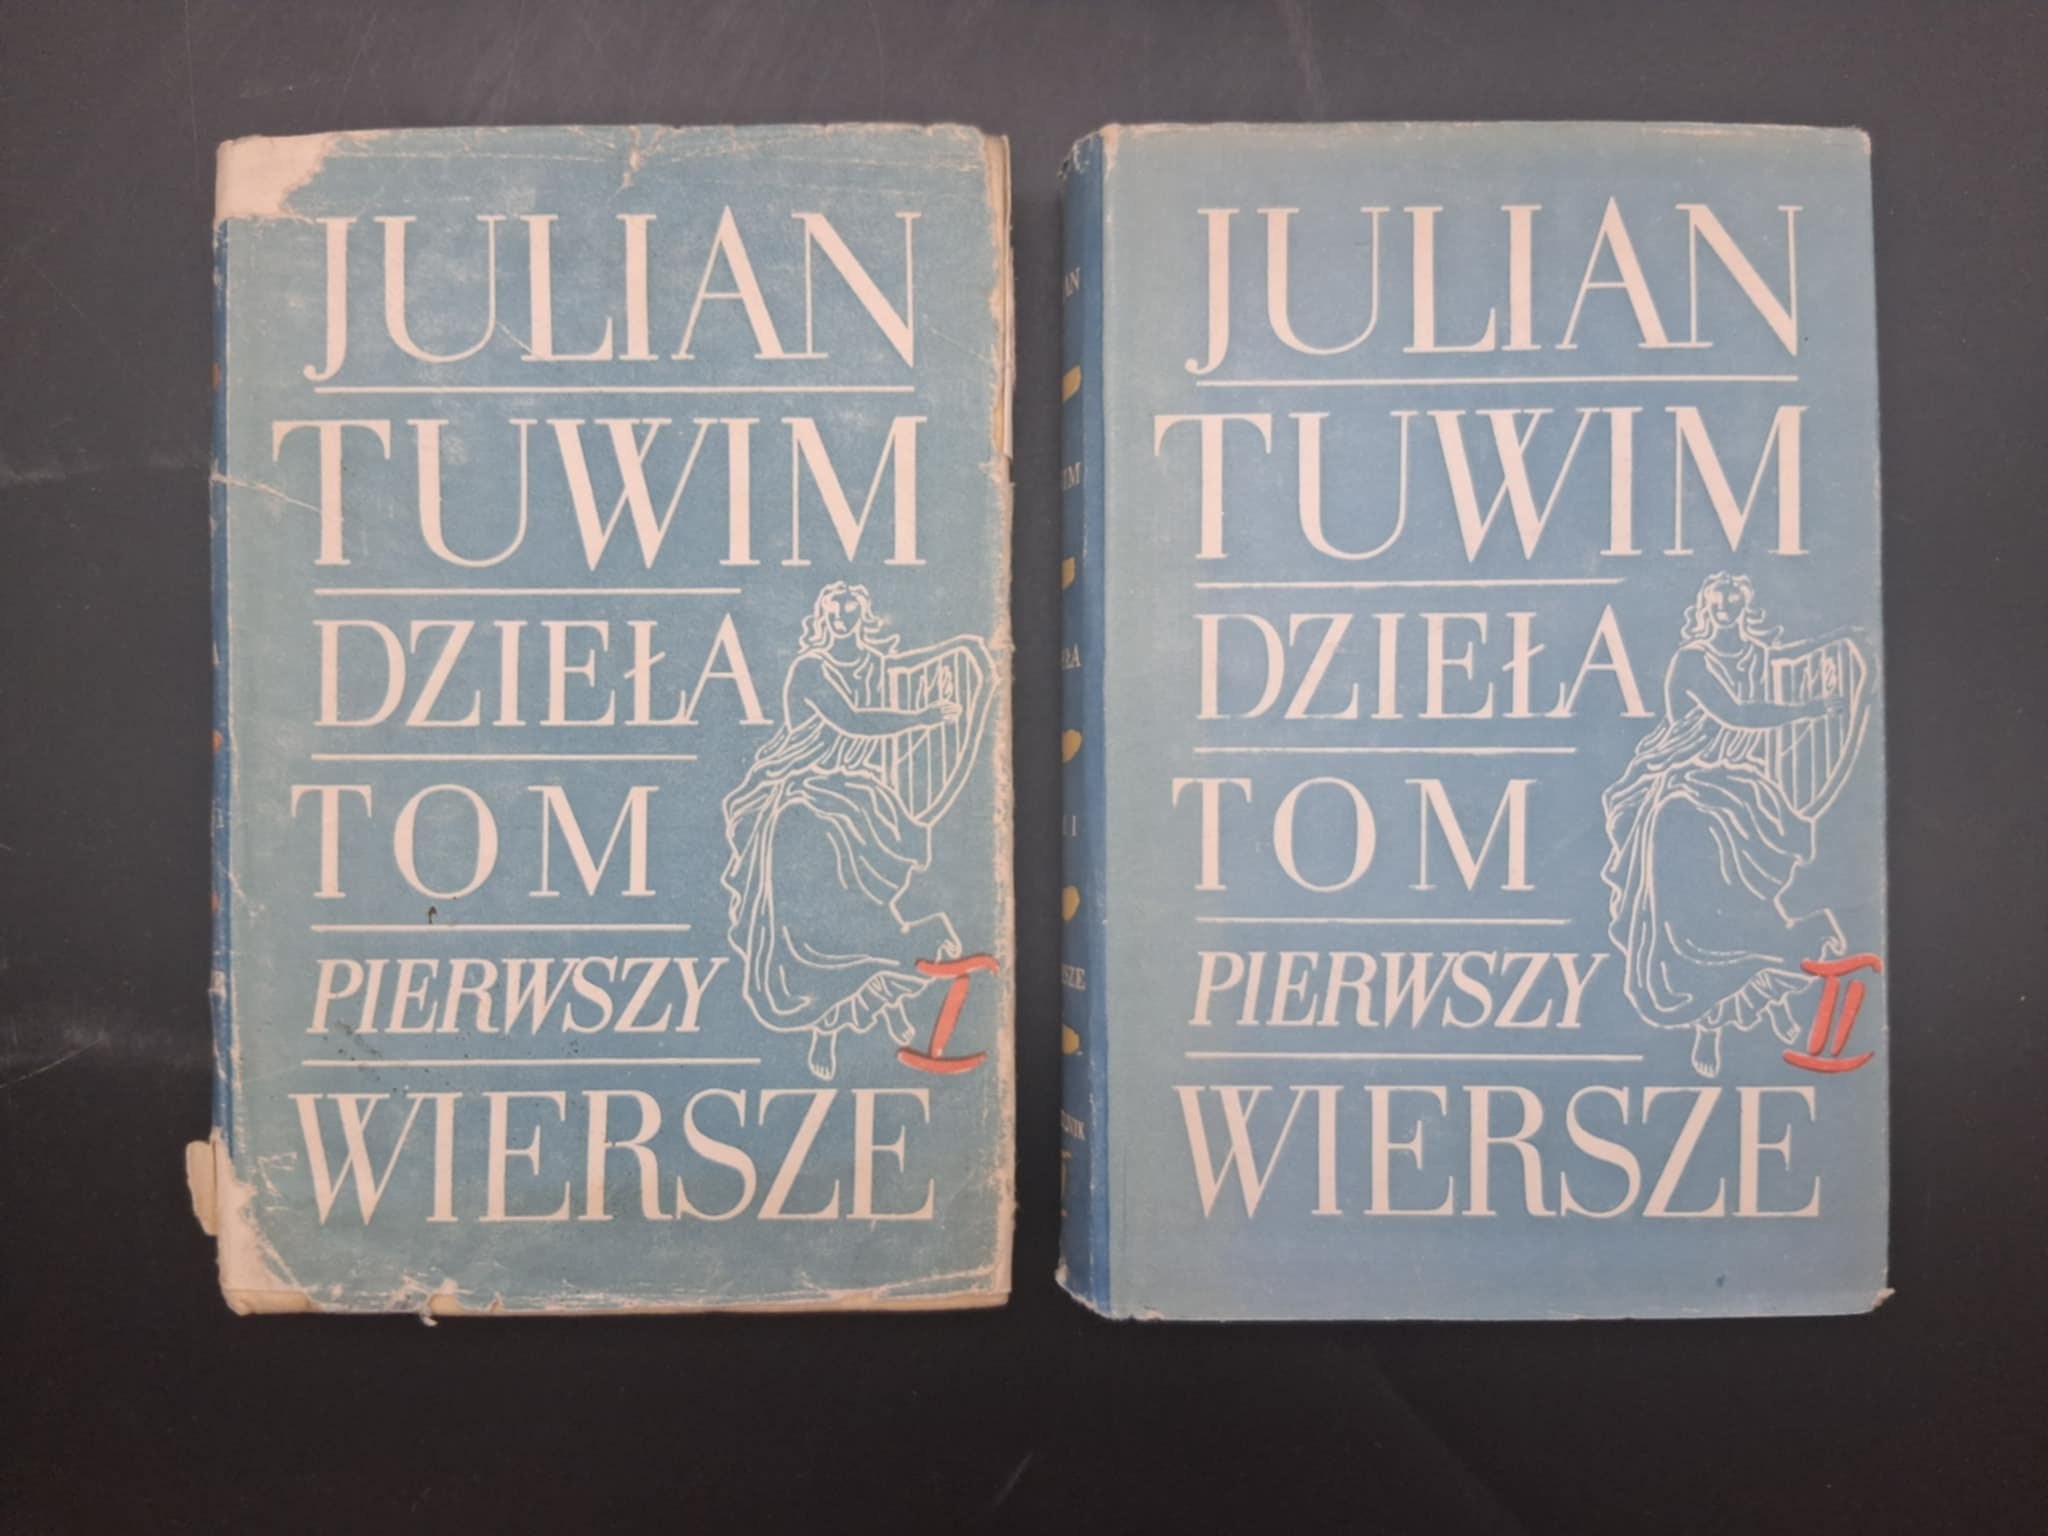 JULIAN
TUWIM
DZIEŁA
TOM
PIERWSZY
I
WIERSZE
JULIAN
TUWIM
DZIEŁA
TOM
PIERWSZY
II
WIERSZE